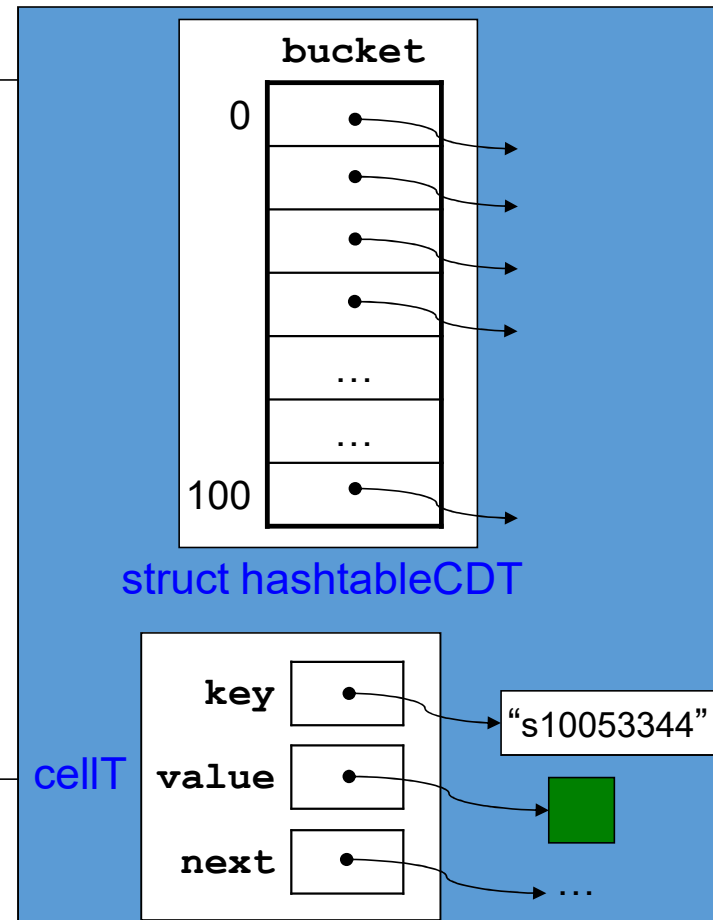 bucket
0
...
...
100
struct hashtableCDT
key
“s10053344”
cellT
value
next
...